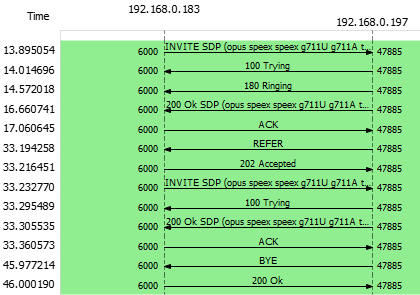 Time 192.168.0.183 192.168.0.197
13.895054 6000 INVITE SDP (opus speex speex g711U g711A t... 47885
14.014696 6000 100 Trying 47885
14.572018 6000 180 Ringing 47885
16.660741 6000 200 Ok SDP (opus speex speex g711U g711A t... 47885
17.060645 6000 ACK 47885
33.194258 6000 REFER 47885
33.216451 6000 202 Accepted 47885
33.232770 6000 INVITE SDP (opus speex speex g711U g711A t... 47885
33.295489 6000 100 Trying 47885
33.305535 6000 200 Ok SDP (opus speex speex g711U g711A t... 47885
33.360573 6000 ACK 47885
45.977214 6000 BYE 47885
46.000190 6000 200 Ok 47885